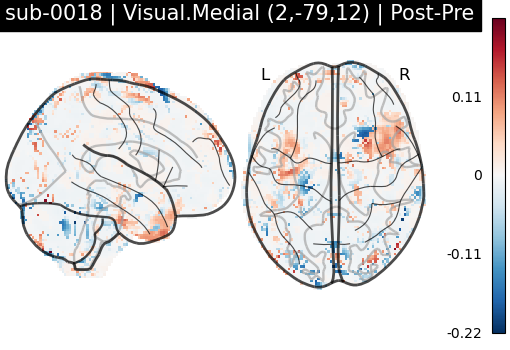 sub-0018 | Visual.Medial (2,-79,12) | Post-Pre
L
R
0.11
0
-0.11
-0.22